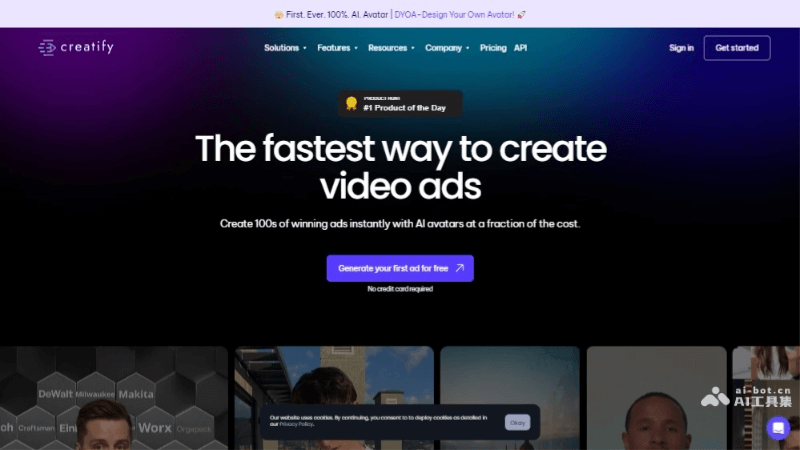 First. Ever. 100%. AI. Avatar | DYOA-Design Your Own Avatar!
creatify
Solutions
Features
Resources
Company
Pricing
API
Sign in
Get started
PRODUCT HUNT
#1 Product of the Day
The fastest way to create
video ads
Create 100s of winning ads instantly with AI avatars at a fraction of the cost.
Generate your first ad for free
No credit card required
DeWalt
Milwaukee
Makita
Craftsman
Worx
ai-bot.cn
AI工具集
Our website uses cookies. By continuing, you consent to to deploy cookies as detailed in
our Privacy Policy.
Okay